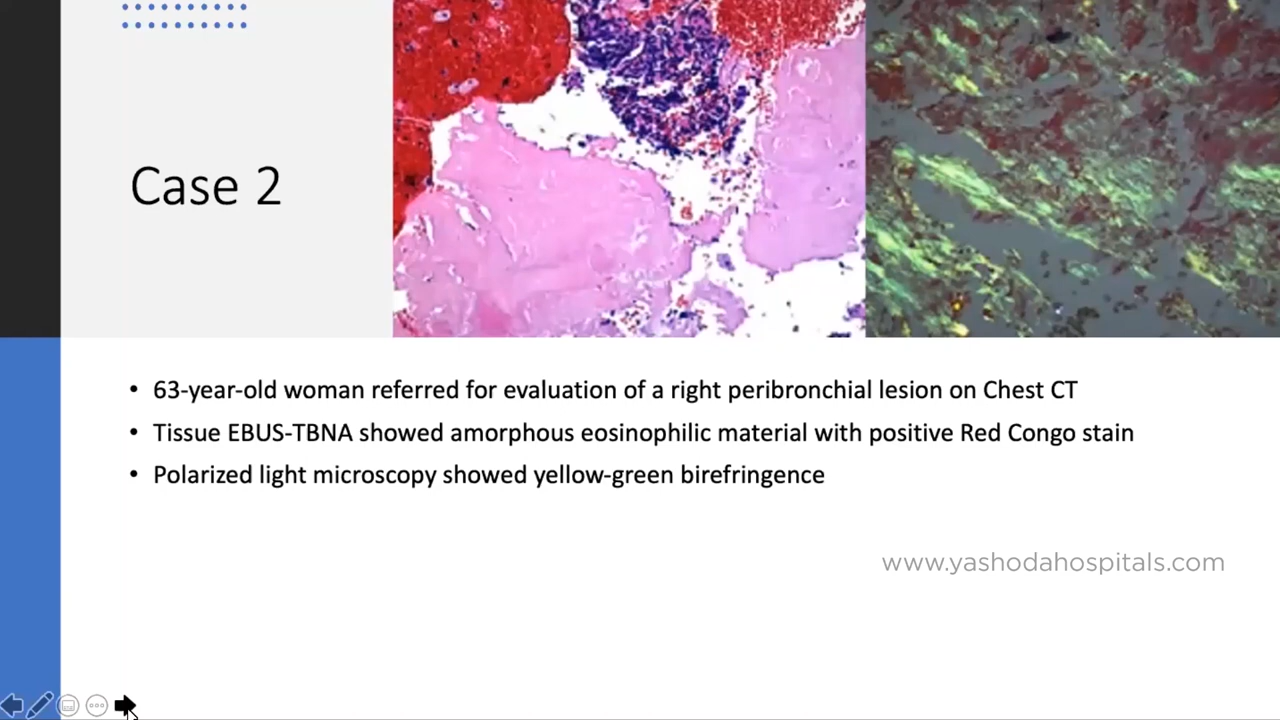 Case 2
• 63-year-old woman referred for evaluation of a right peribronchial lesion on Chest CT
• Tissue EBUS-TBNA showed amorphous eosinophilic material with positive Red Congo stain
• Polarized light microscopy showed yellow-green birefringence
www.yashodahospitals.com